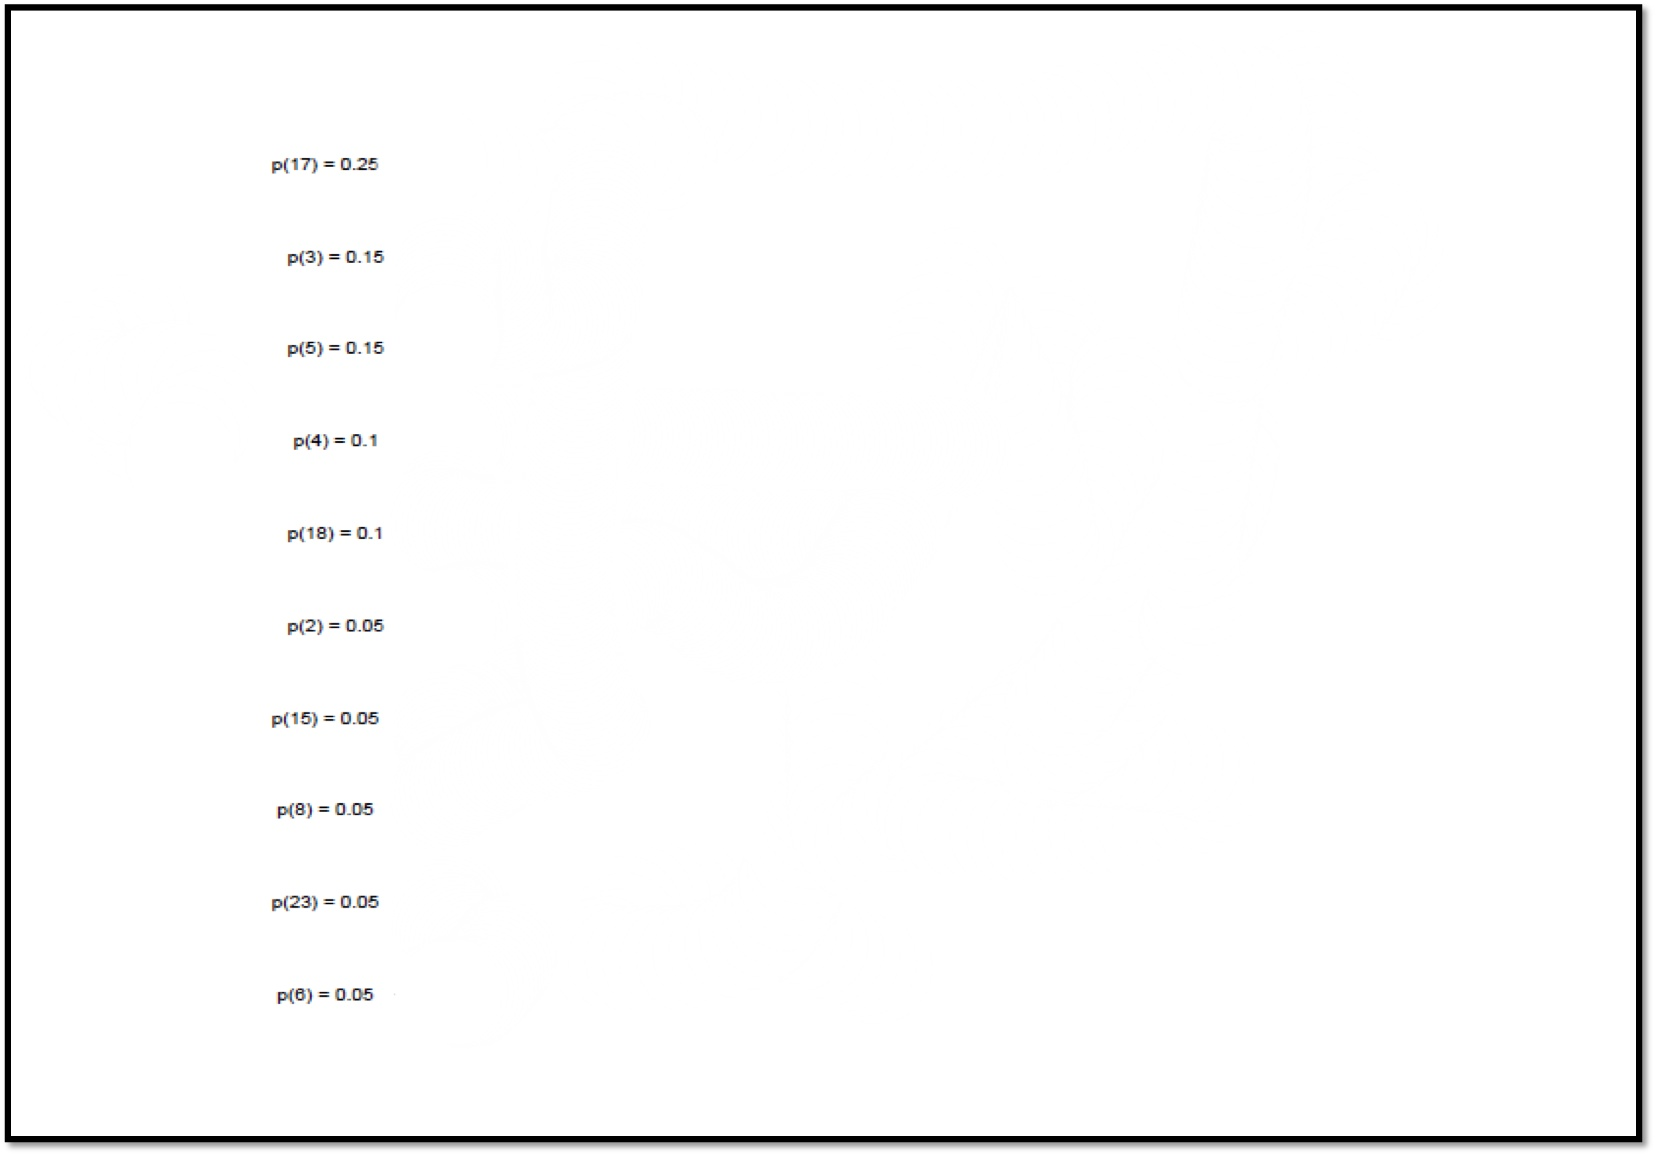 p(17) = 0.25
p(3) = 0.15
p(5) = 0.15
p(4) = 0.1
p(18) = 0.1
p(2) = 0.05
p(15) = 0.05
p(8) = 0.05
p(23) = 0.05
p(6) = 0.05